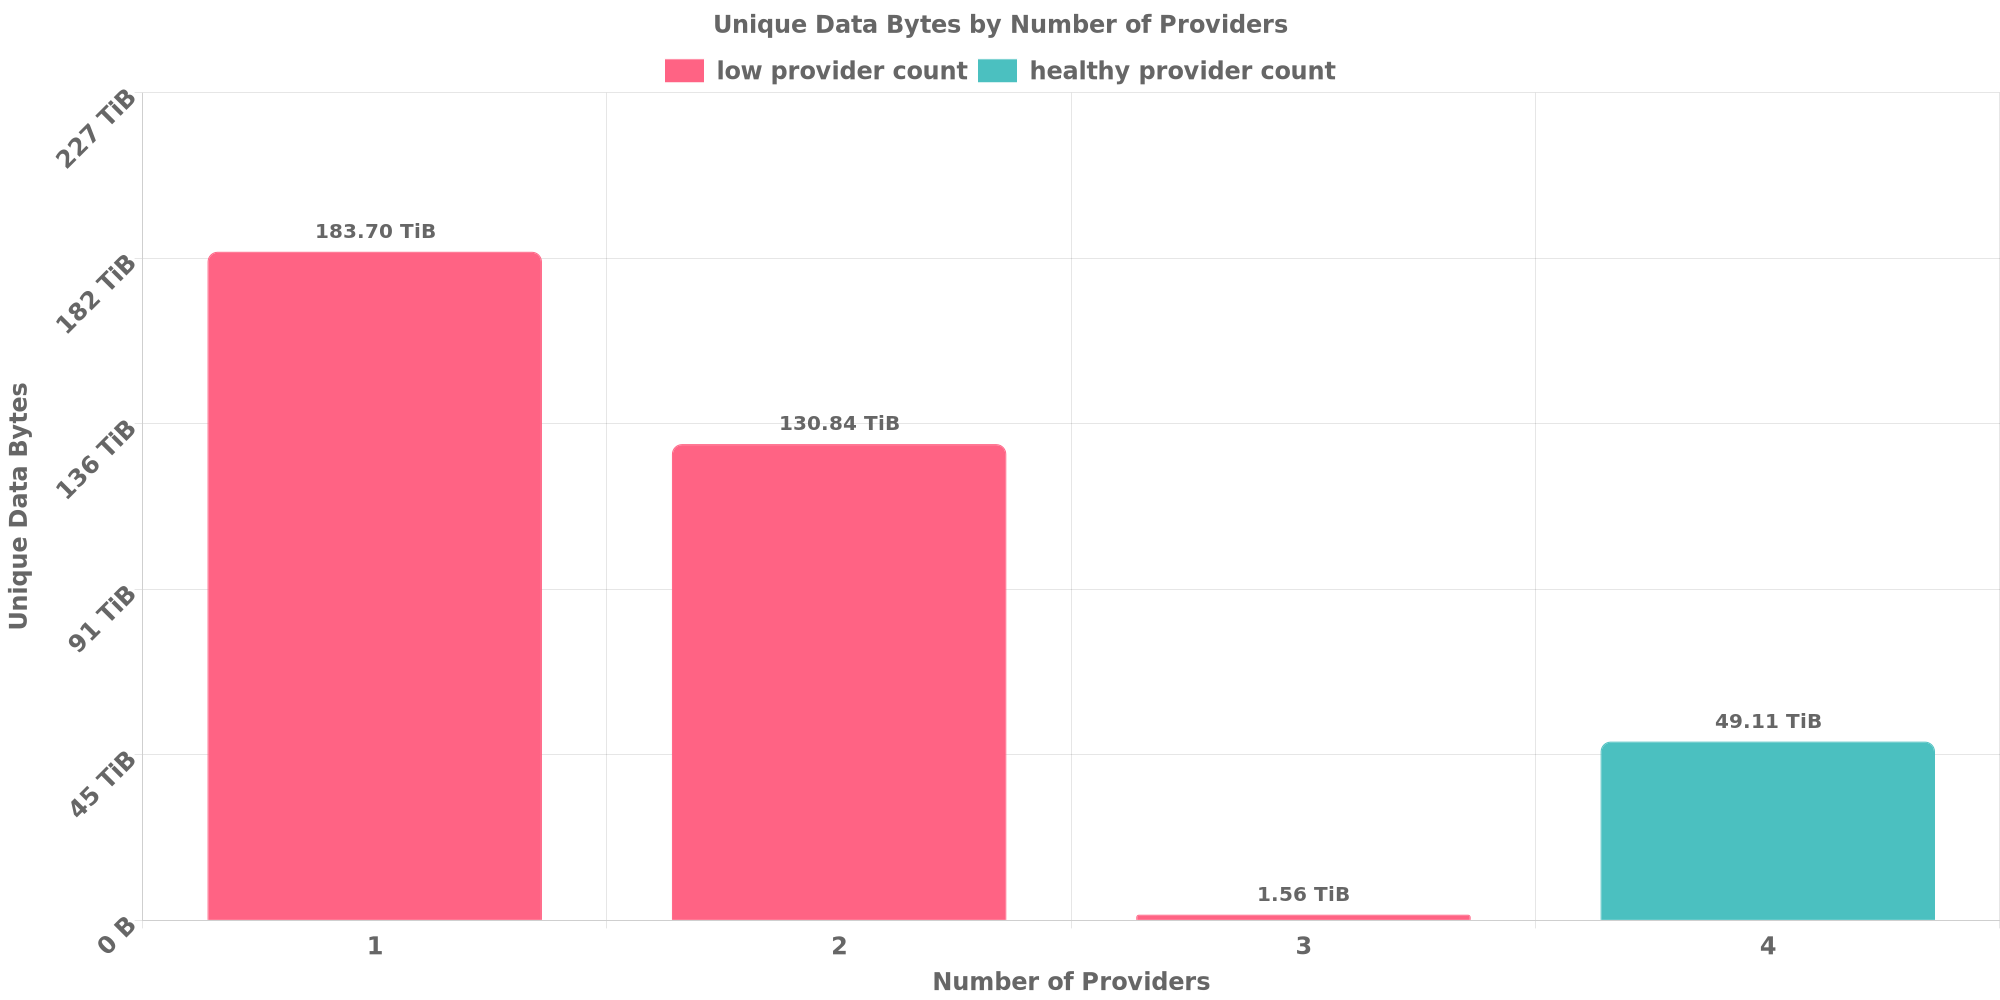 Unique Data Bytes by Number of Providers
low provider count healthy provider count
227 TiB
182 TiB
136 TiB
91 TiB
45 TiB
0 B
Unique Data Bytes
183.70 TiB
130.84 TiB
1.56 TiB
49.11 TiB
1 2 3 4
Number of Providers